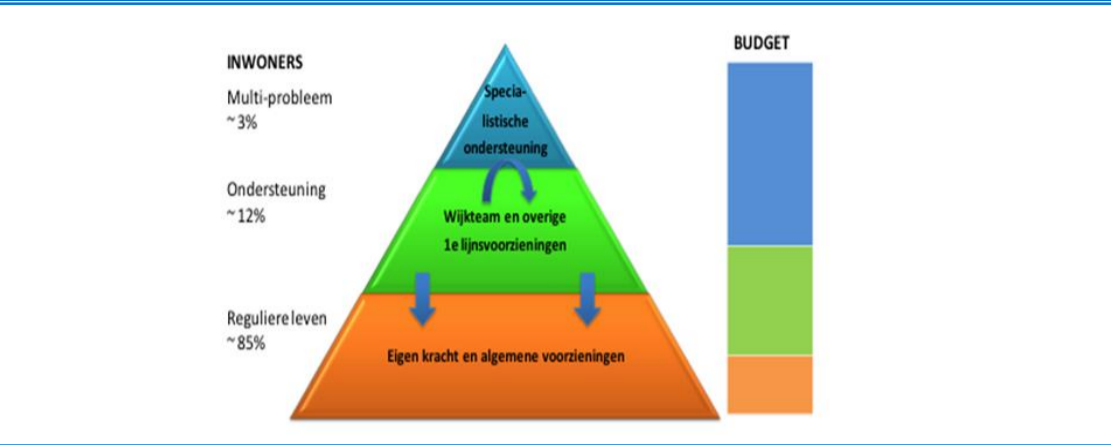 INWONERS
Multi-probleem
~3%
Ondersteuning
~12%
Reguliere leven
~85%
Specia-
listische
ondersteuning
Wijkteam en overige
1e lijnsvoorzieningen
Eigen kracht en algemene voorzieningen
BUDGET